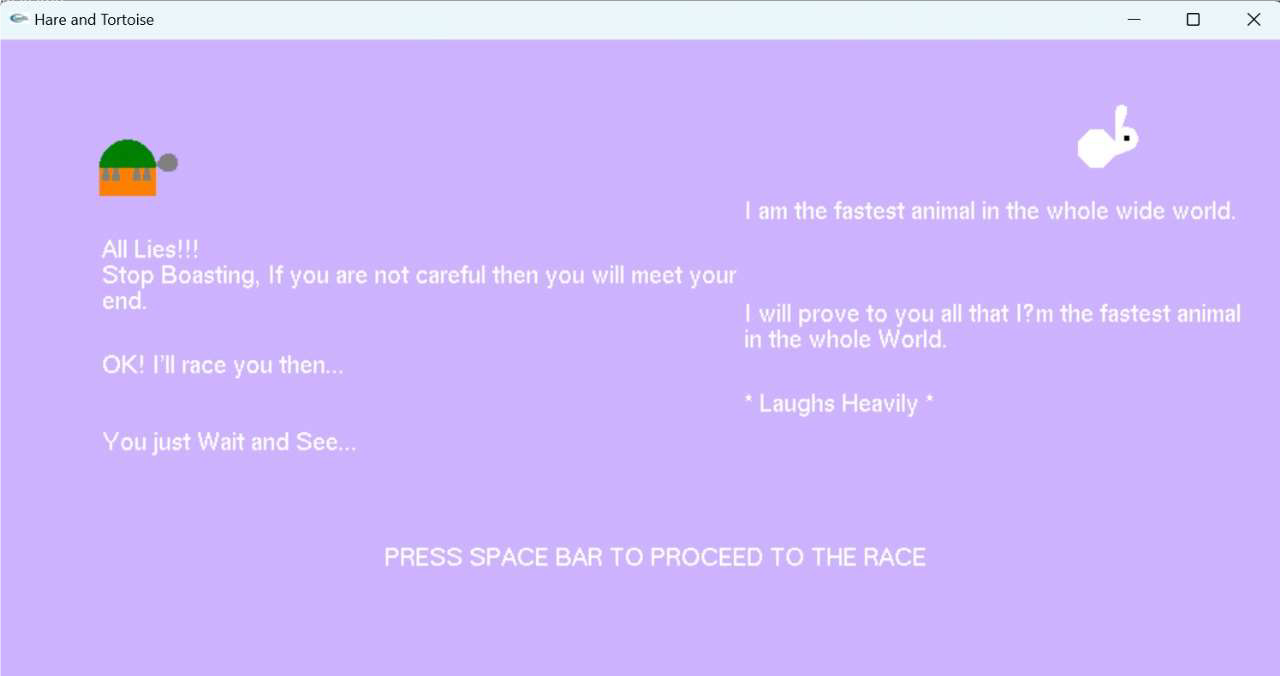 Hare and Tortoise
I am the fastest animal in the whole wide world.
All Lies!!!
Stop Boasting, If you are not careful then you will meet your
end.
I will prove to you all that I?m the fastest animal
in the whole World.
OK! I'll race you then...
* Laughs Heavily *
You just Wait and See...
PRESS SPACE BAR TO PROCEED TO THE RACE